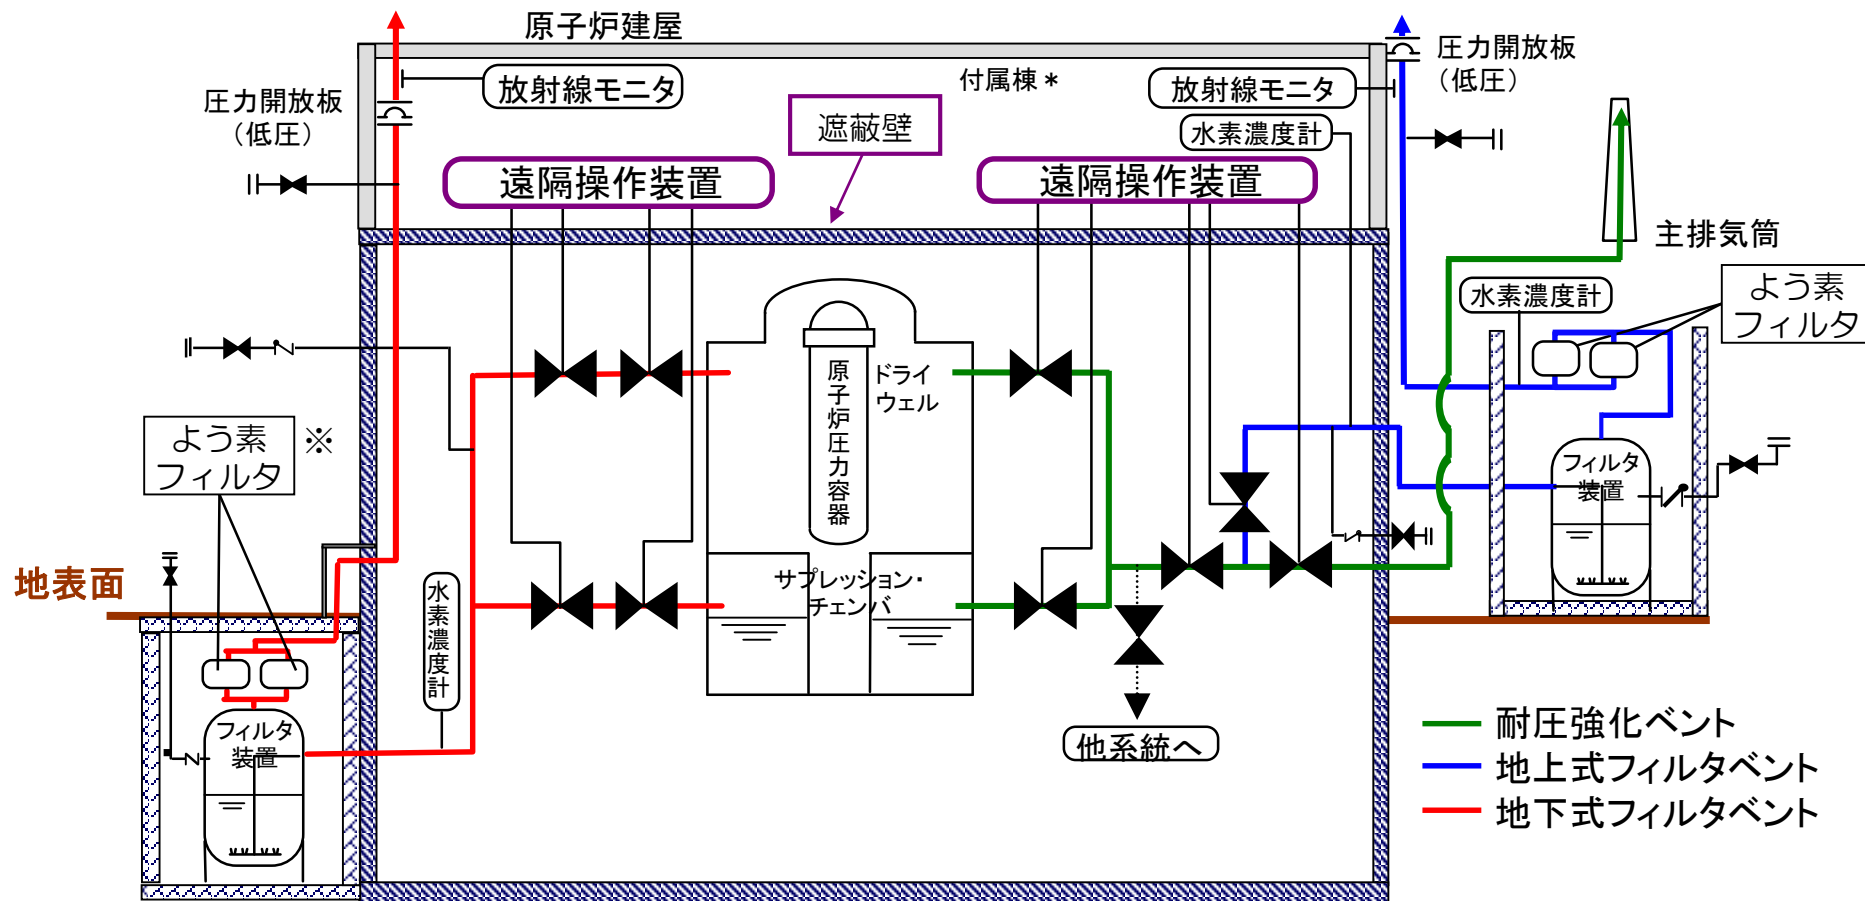 原子炉建屋
圧力開放板
（低圧）
放射線モニタ
付属棟＊
放射線モニタ
圧力開放板
（低圧）
遮蔽壁
水素濃度計
遠隔操作装置
遠隔操作装置
主排気筒
水素濃度計
よう素
フィルタ
原子炉圧力容器
ドライ
ウェル
よう素
フィルタ
※
フィルタ
装置
地表面
水素濃度計
サプレッション・
チェンバ
フィルタ
装置
他系統へ
耐圧強化ベント
地上式フィルタベント
地下式フィルタベント